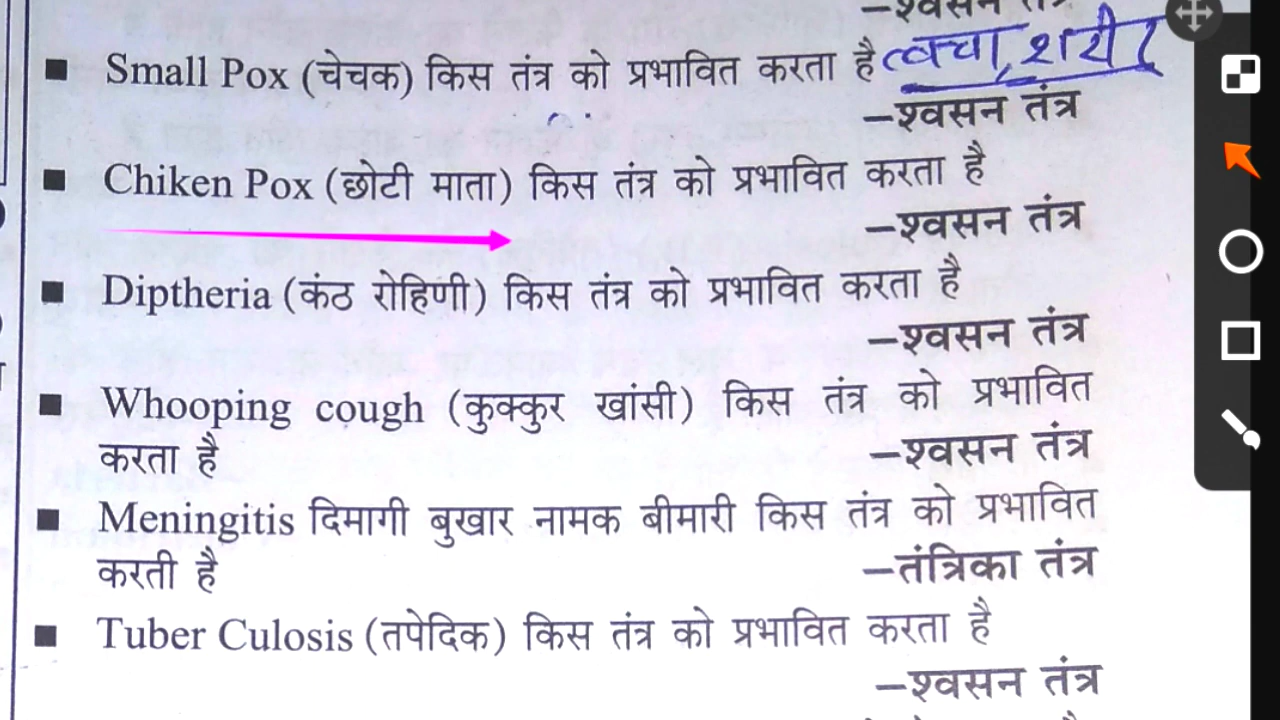 –श्वसन तंत्र
■ Small Pox (चेचक) किस तंत्र को प्रभावित करता है त्वचा, शरीर
–श्वसन तंत्र
■ Chiken Pox (छोटी माता) किस तंत्र को प्रभावित करता है
–श्वसन तंत्र
■ Diptheria (कंठ रोहिणी) किस तंत्र को प्रभावित करता है
–श्वसन तंत्र
■ Whooping cough (कुक्कुर खांसी) किस तंत्र को प्रभावित
करता है –श्वसन तंत्र
■ Meningitis दिमागी बुखार नामक बीमारी किस तंत्र को प्रभावित
करती है –तंत्रिका तंत्र
■ Tuber Culosis (तपेदिक) किस तंत्र को प्रभावित करता है
–श्वसन तंत्र